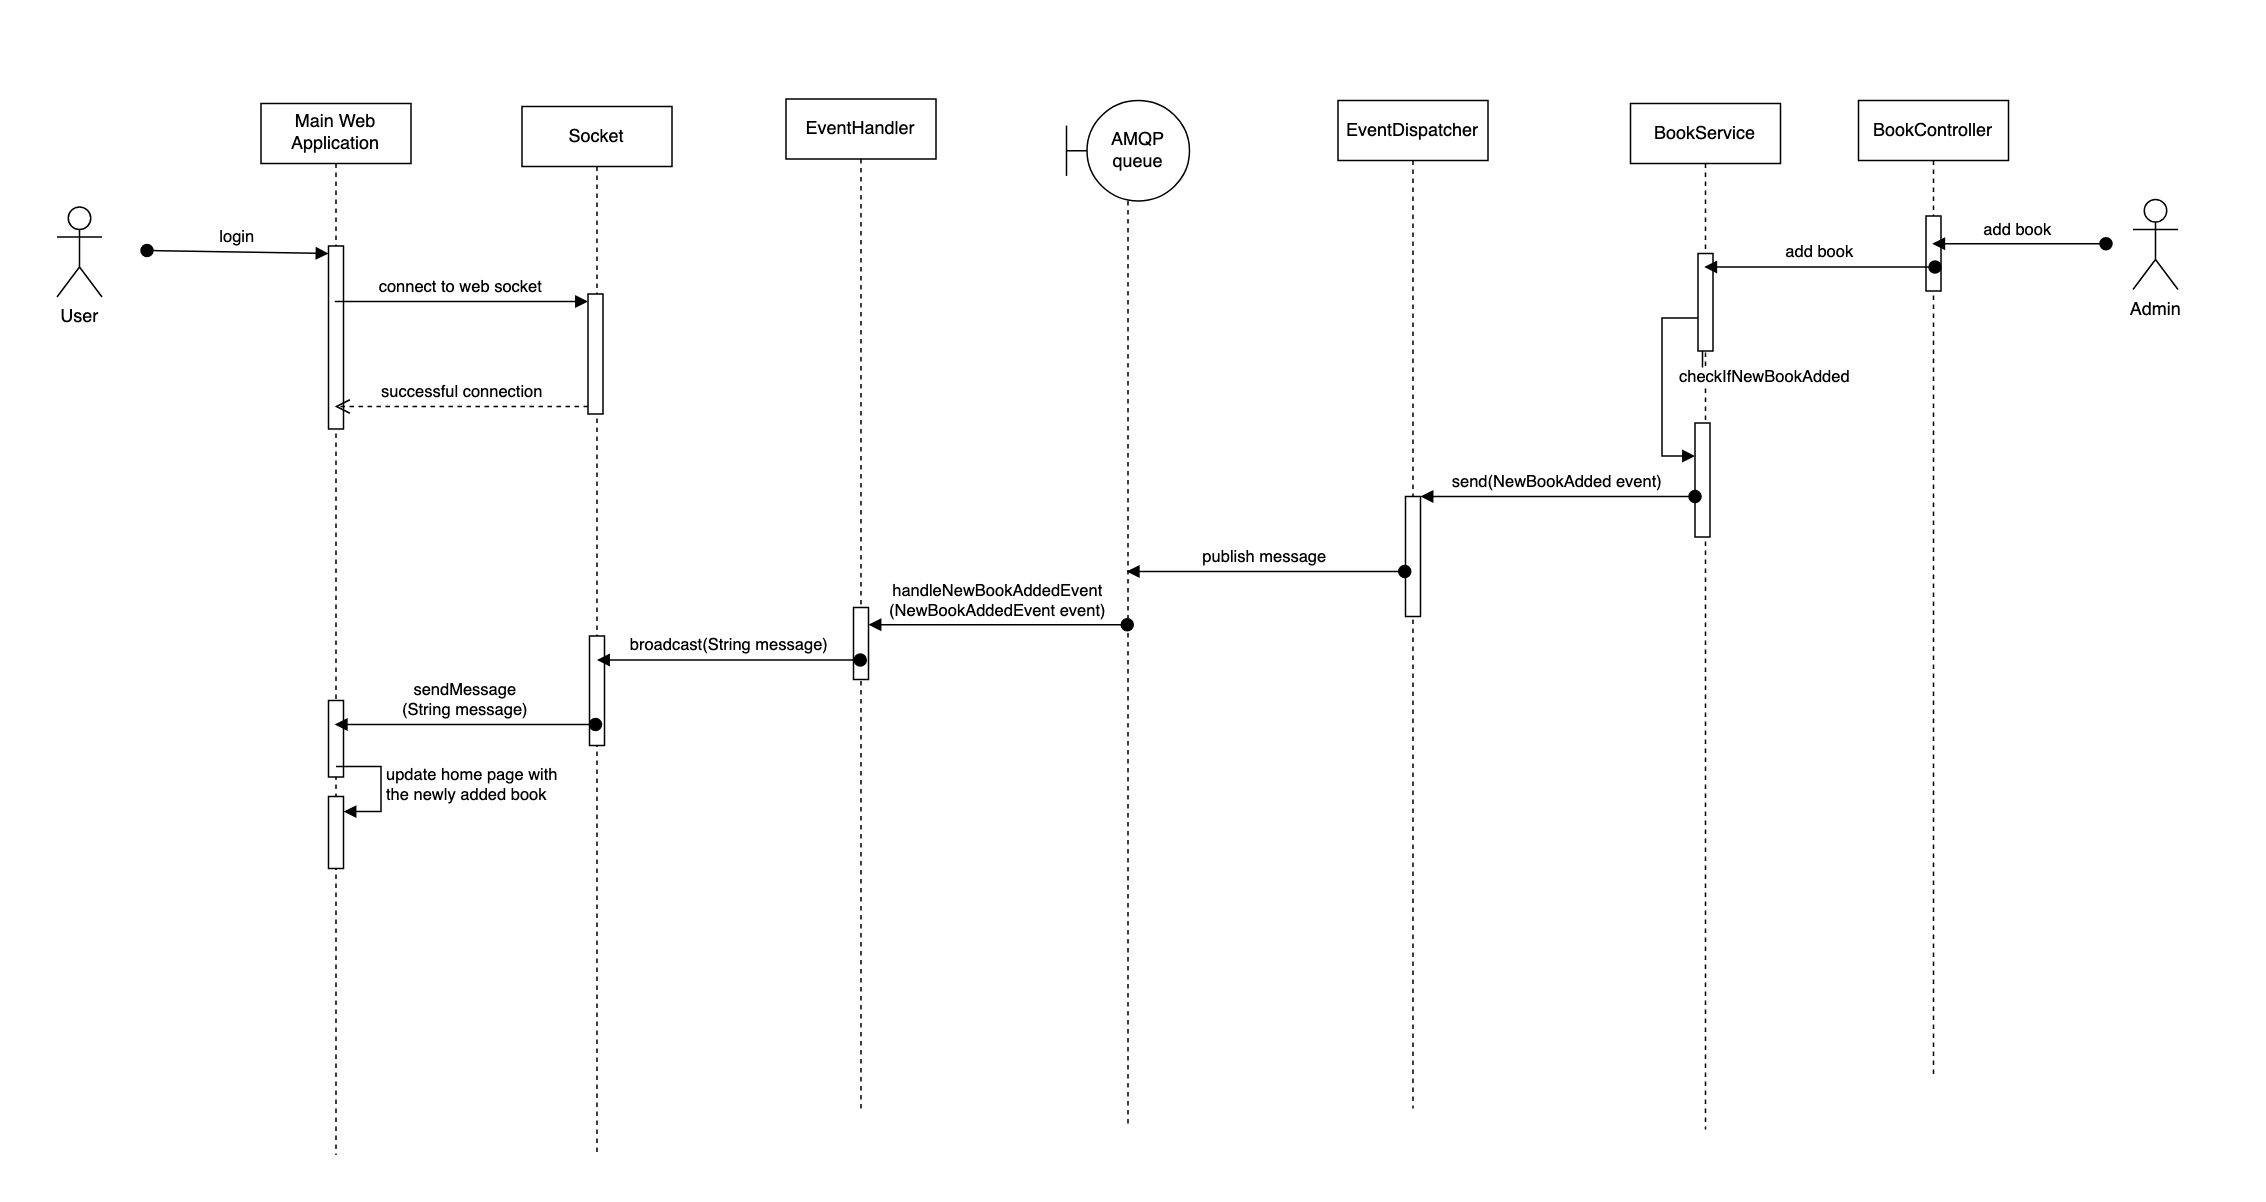 Main Web
Application
Socket
EventHandler
AMQP
queue
EventDispatcher
BookService
BookController
User
login
connect to web socket
successful connection
add book
add book
Admin
checkIfNewBookAdded
send(NewBookAdded event)
publish message
handleNewBookAddedEvent
(NewBookAddedEvent event)
broadcast(String message)
sendMessage
(String message)
update home page with
the newly added book